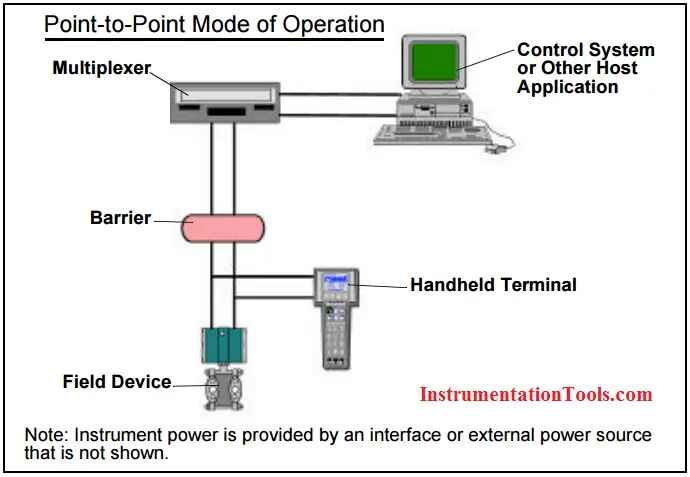 Point-to-Point Mode of Operation
Multiplexer
Control System
or Other Host
Application
Barrier
Handheld Terminal
Field Device
InstrumentationTools.com
Note: Instrument power is provided by an interface or external power source
that is not shown.